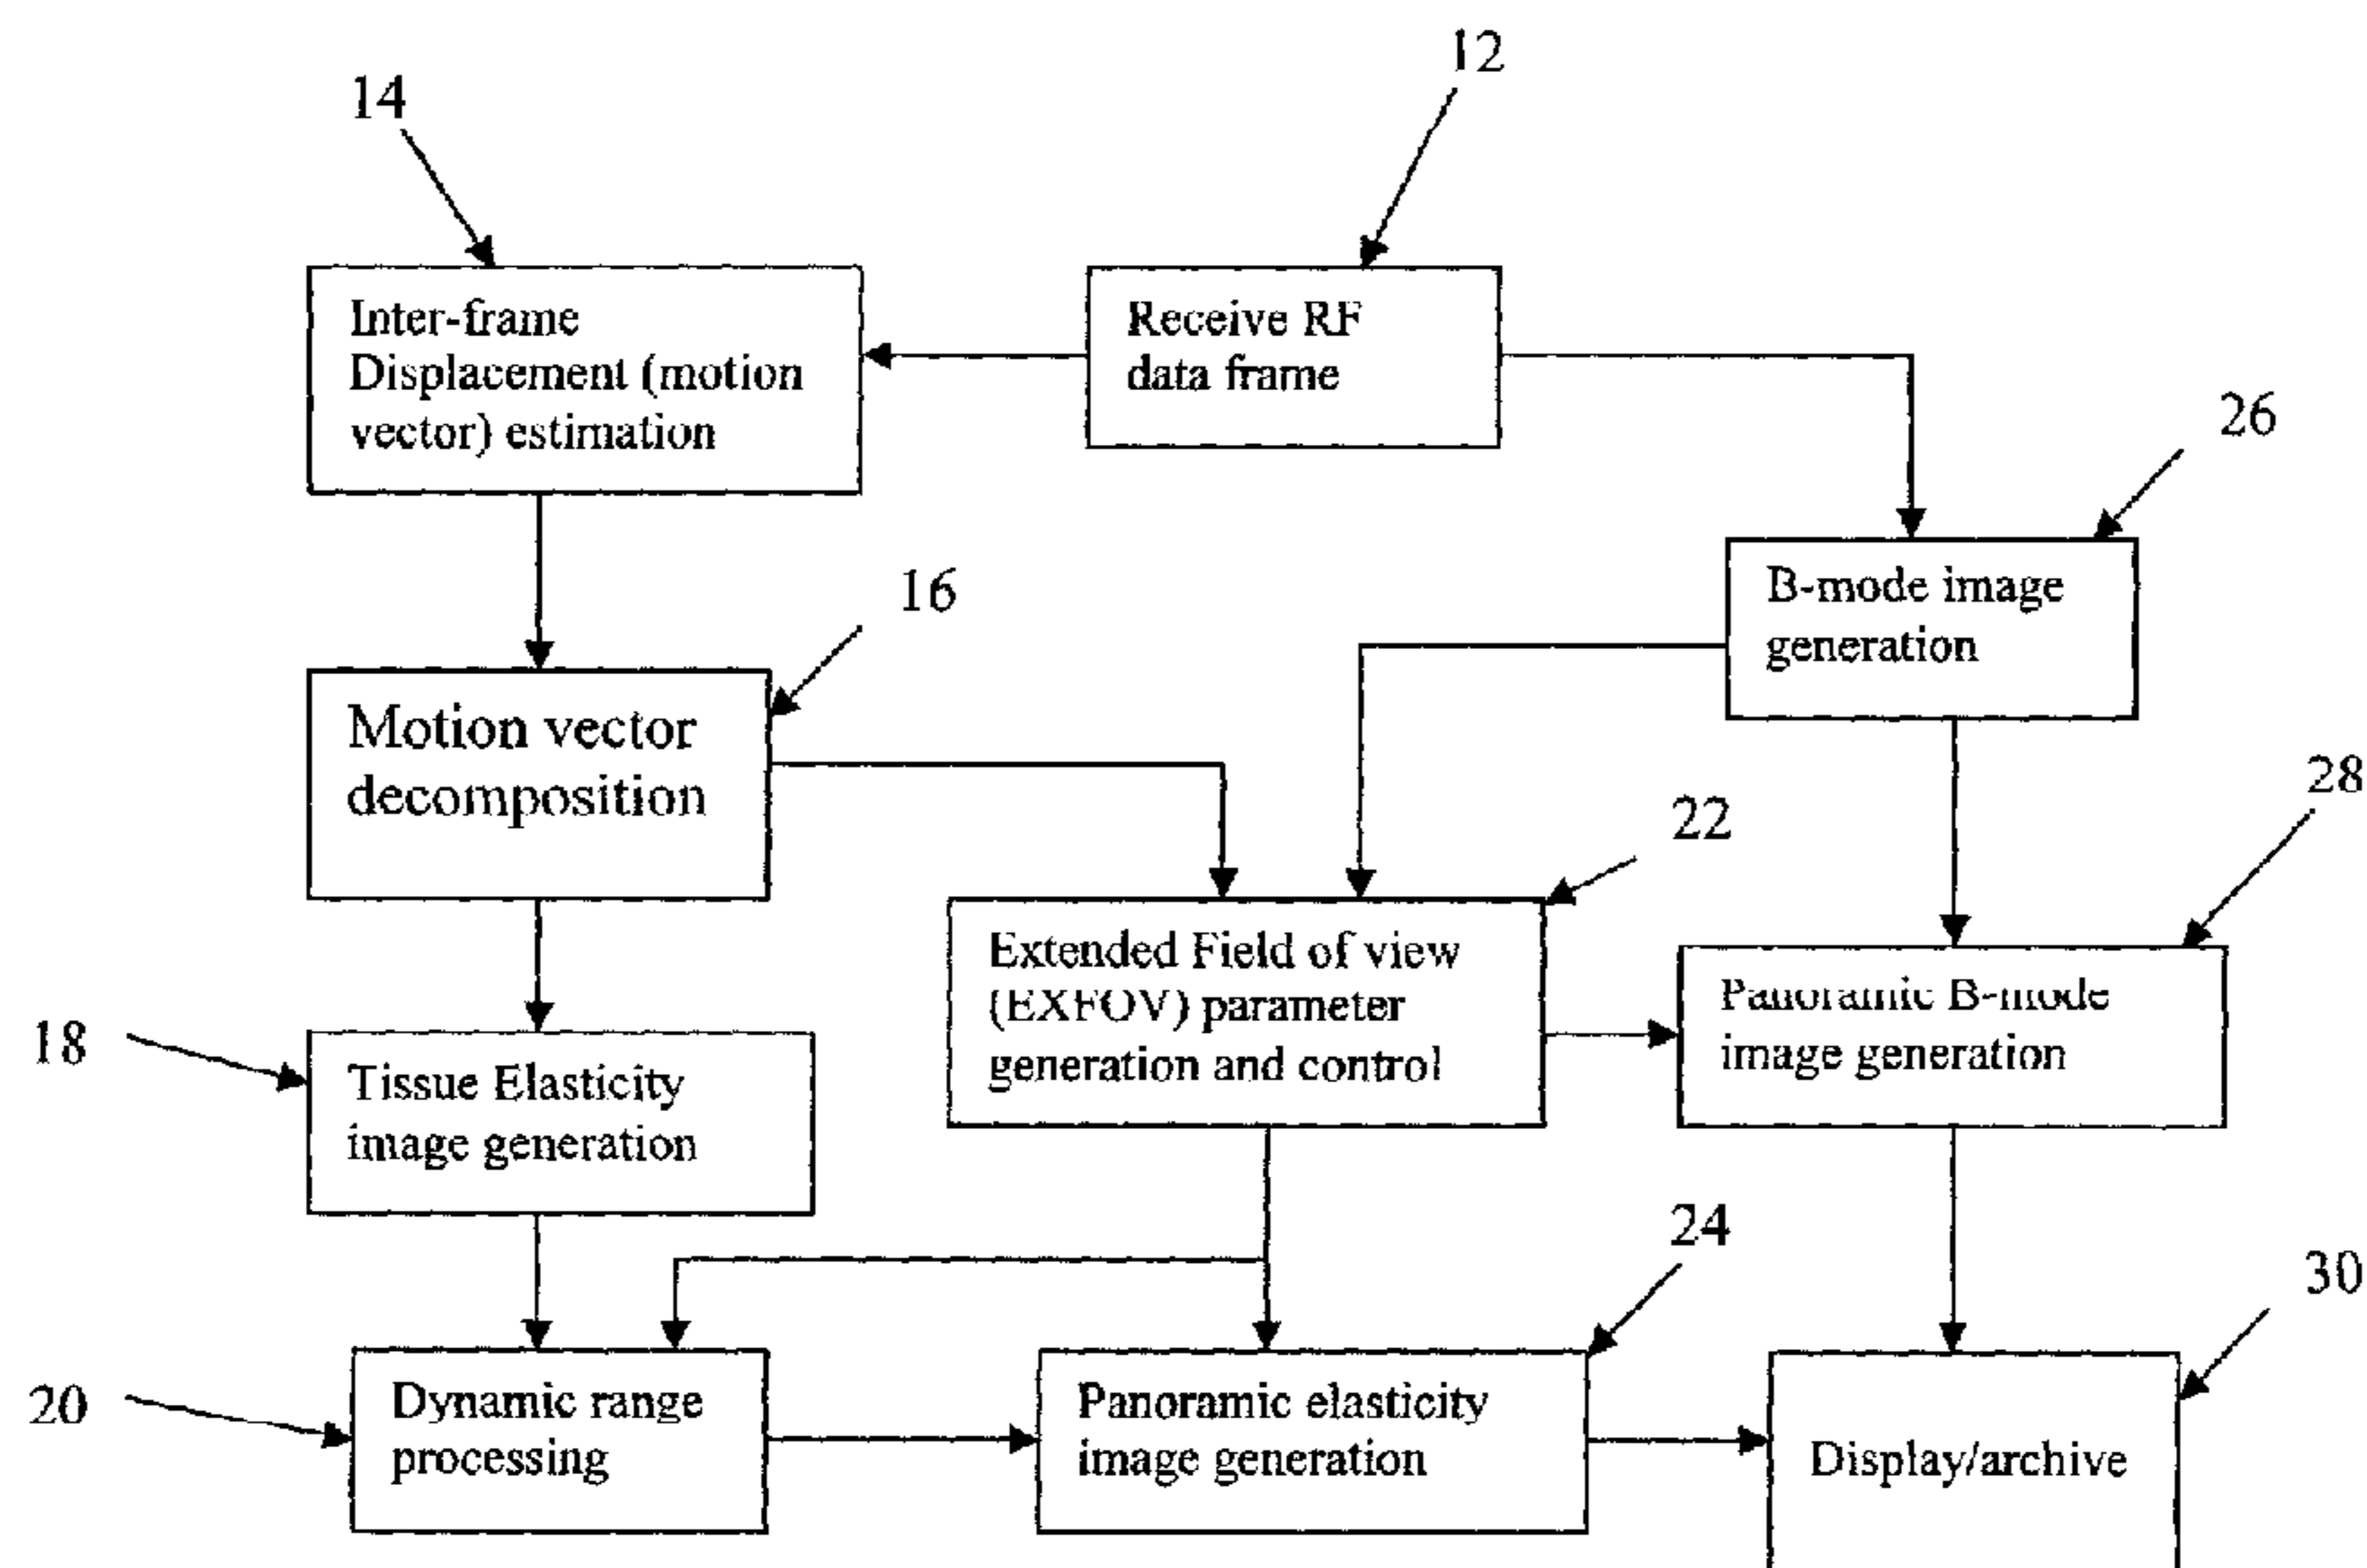 12
14
Inter-frame
Displacement (motion
vector) estimation
Receive RF
data frame
26
B-mode image
generation
16
Motion vector
decomposition
28
22
Extended Field of view
(EXFOV) parameter
generation and control
Panoramic B-mode
image generation
18
Tissue Elasticity
image generation
24
30
20
Dynamic range
processing
Panoramic elasticity
image generation
Display/archive